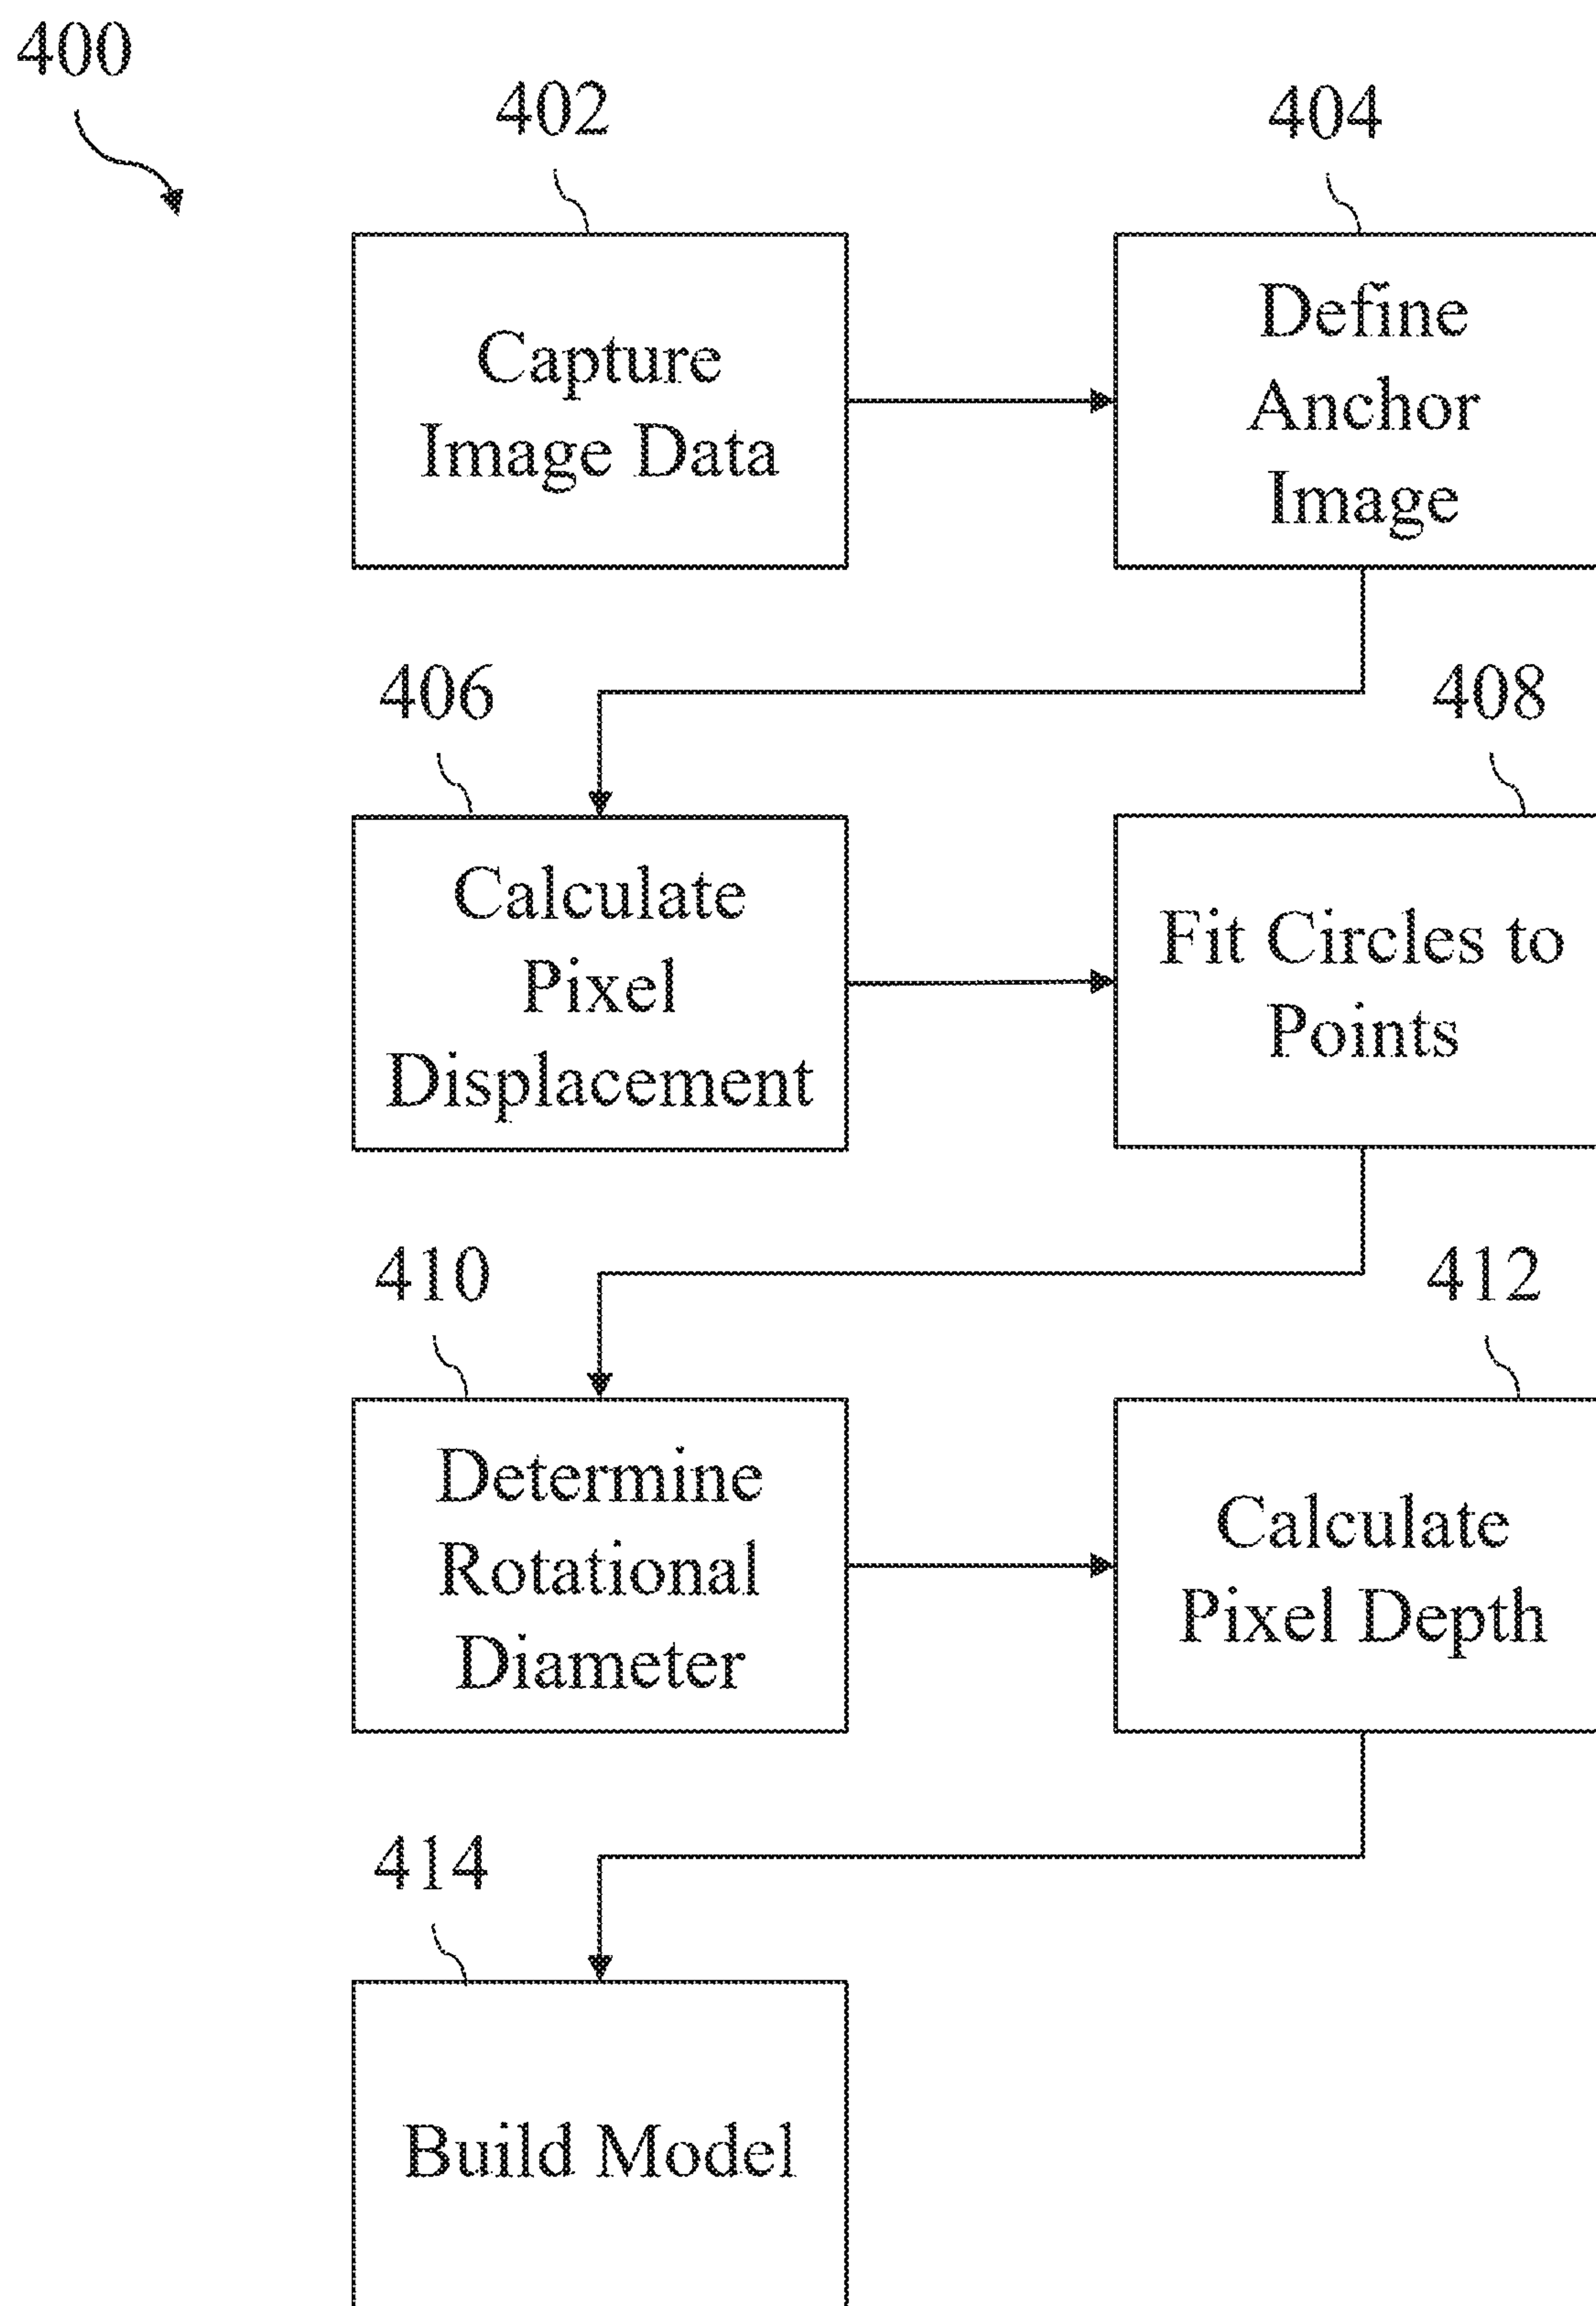 400
402
404
Capture
Image Data
Define
Anchor
Image
406
408
Calculate
Pixel
Displacement
Fit Circles to
Points
410
412
Determine
Rotational
Diameter
Calculate
Pixel Depth
414
Build Model